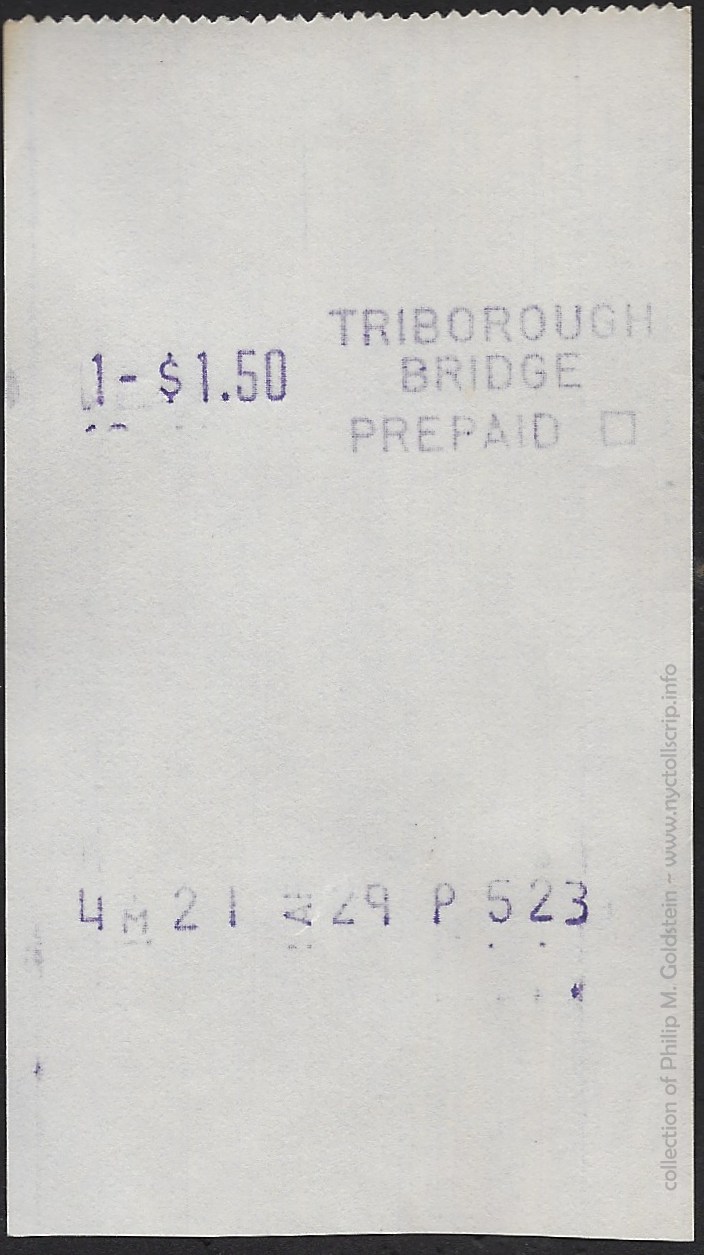 TRIBOROUGH
1-$1.50 BRIDGE
PREPAID
4 M 21 29 P 523
collection of Philip M. Goldstein ~ www.nyctollscrip.info